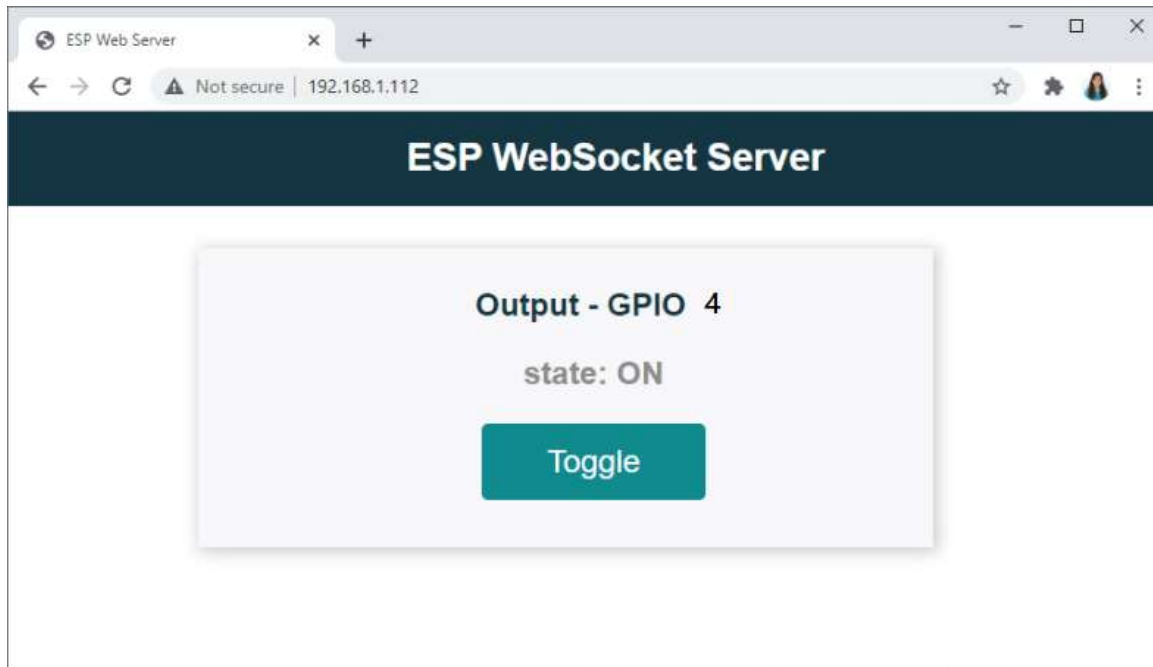 ESP Web Server
Not secure | 192.168.1.112
ESP WebSocket Server
Output - GPIO 4
state: ON
Toggle